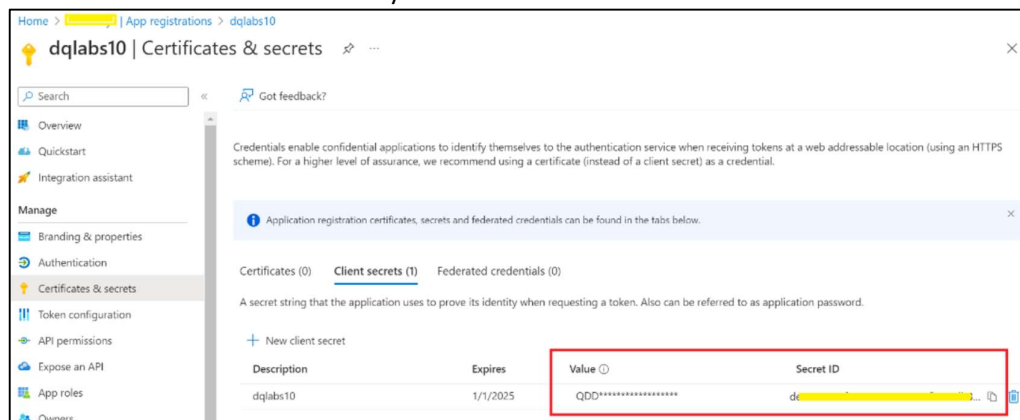 Home > | App registrations > dqlabs10
dqlabs10 | Certificates & secrets ...
Search
«
Got feedback?
Overview
Quickstart
Integration assistant
Credentials enable confidential applications to identify themselves to the authentication service when receiving tokens at a web addressable location (using an HTTPS
scheme). For a higher level of assurance, we recommend using a certificate (instead of a client secret) as a credential.
Manage
Application registration certificates, secrets and federated credentials can be found in the tabs below.
Branding & properties
Authentication
Certificates & secrets
Token configuration
API permissions
Expose an API
App roles
Owners
Certificates (0) Client secrets (1) Federated credentials (0)
A secret string that the application uses to prove its identity when requesting a token. Also can be referred to as application password.
+ New client secret
Description Expires Value Secret ID
dqlabs10 1/1/2025 QDD******************